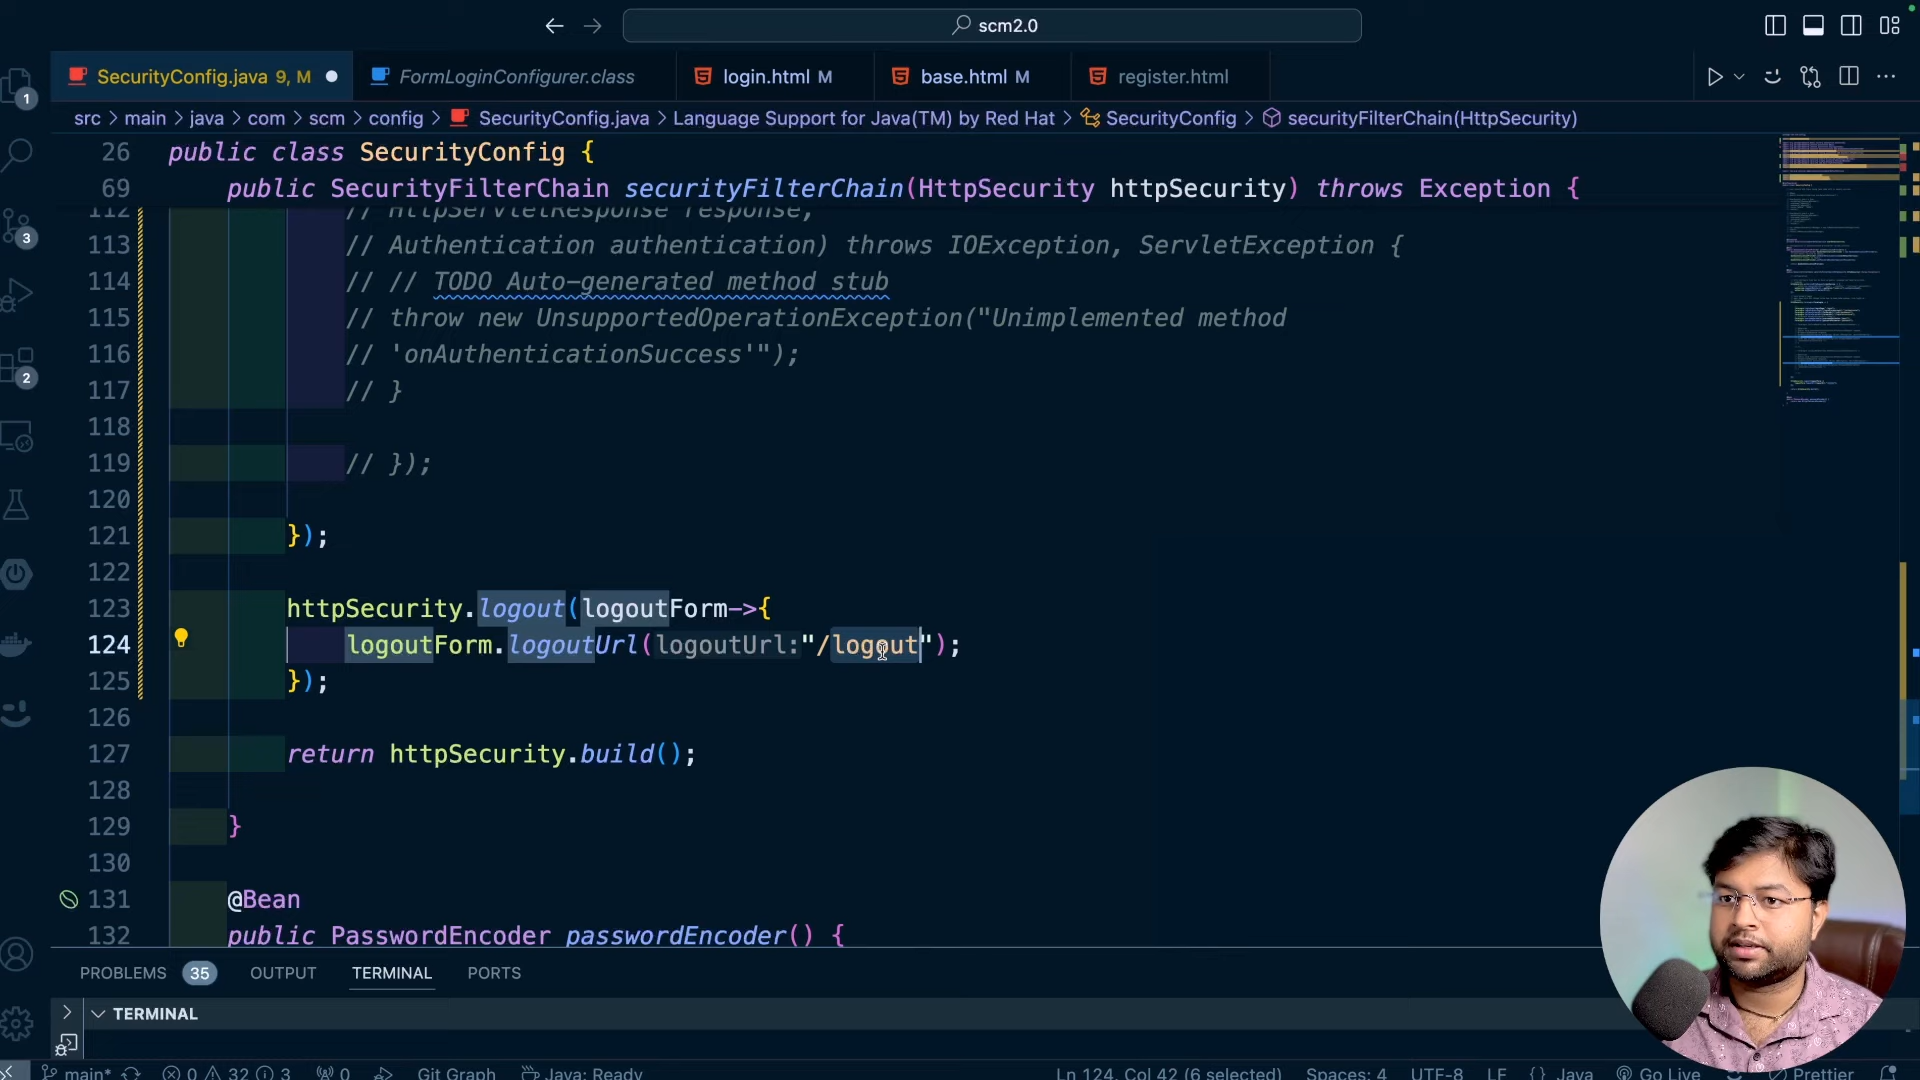 scm2.0
SecurityConfig.java 9, M
FormLoginConfigurer.class
login.html M
base.html M
register.html
src > main > java > com > scm > config > SecurityConfig.java > Language Support for Java(TM) by Red Hat > SecurityConfig > securityFilterChain(HttpSecurity)
26 public class SecurityConfig {
69 public SecurityFilterChain securityFilterChain(HttpSecurity httpSecurity) throws Exception {
112 // HttpServletResponse response,
113 // Authentication authentication) throws IOException, ServletException {
114 // // TODO Auto-generated method stub
115 // throw new UnsupportedOperationException("Unimplemented method
116 // 'onAuthenticationSuccess'");
117 // }
118
119 // });
120
121 });
122
123 httpSecurity.logout(logoutForm->{
124 logoutForm.logoutUrl(logoutUrl:"/logout");
125 });
126
127 return httpSecurity.build();
128
129 }
130
131 @Bean
132 public PasswordEncoder passwordEncoder() {
1
3
2
PROBLEMS 35 OUTPUT TERMINAL PORTS
TERMINAL
main* 0 32 3 0 Git Graph Java: Ready Ln 124, Col 42 (6 selected) Spaces: 4 UTF-8 LF {} Java Go Live Prettier